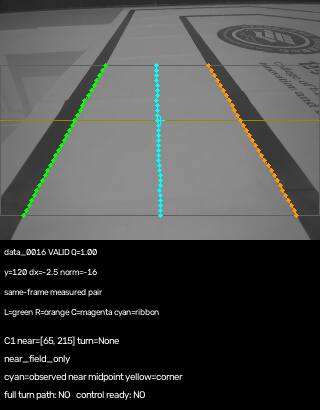 data_0016 VALID Q=1.00
y=120 dx=-2.5 norm=-16
same-frame measured pair
L=green R=orange C=magenta cyan=ribbon
C1 near=[65, 215] turn=None
near_field_only
cyan=observed near midpoint yellow=corner
full turn path: NO control ready: NO